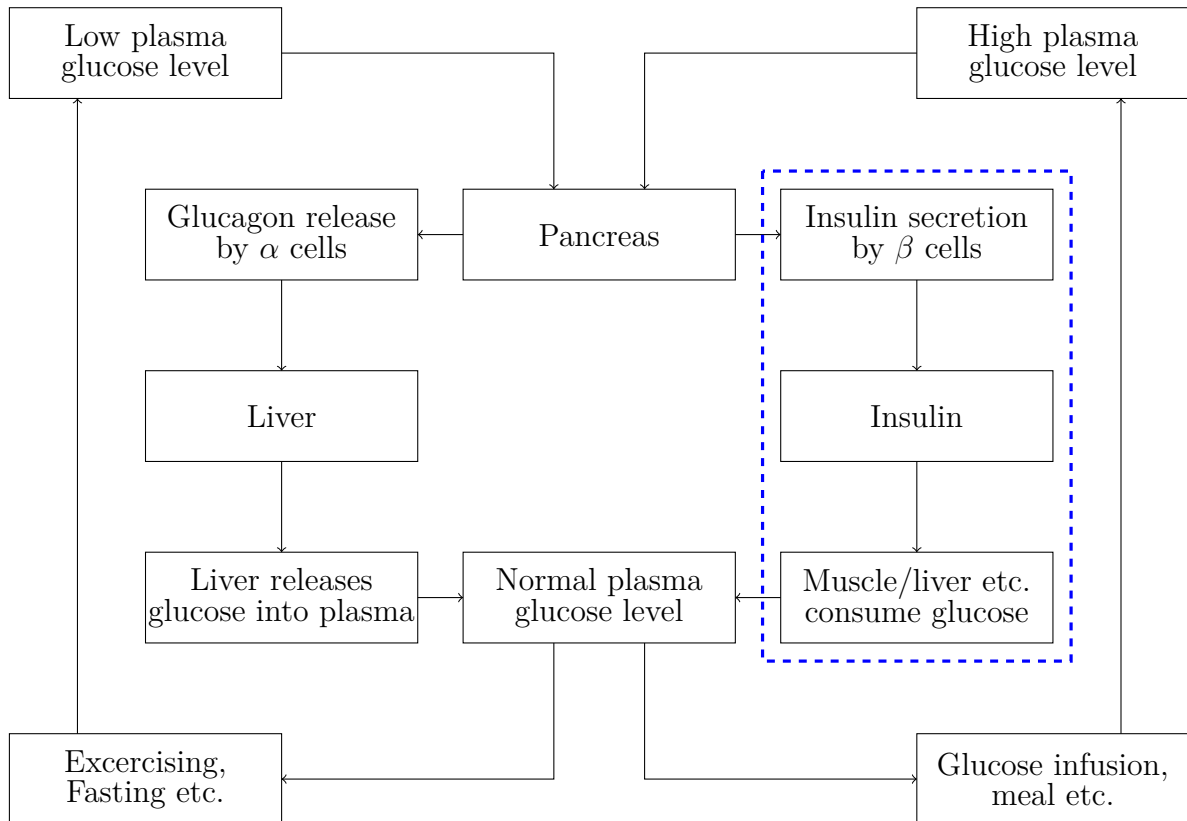 Low plasma
glucose level
High plasma
glucose level
Glucagon release
by α cells
Pancreas
Insulin secretion
by β cells
Liver
Insulin
Liver releases
glucose into plasma
Normal plasma
glucose level
Muscle/liver etc.
consume glucose
Excercising,
Fasting etc.
Glucose infusion,
meal etc.